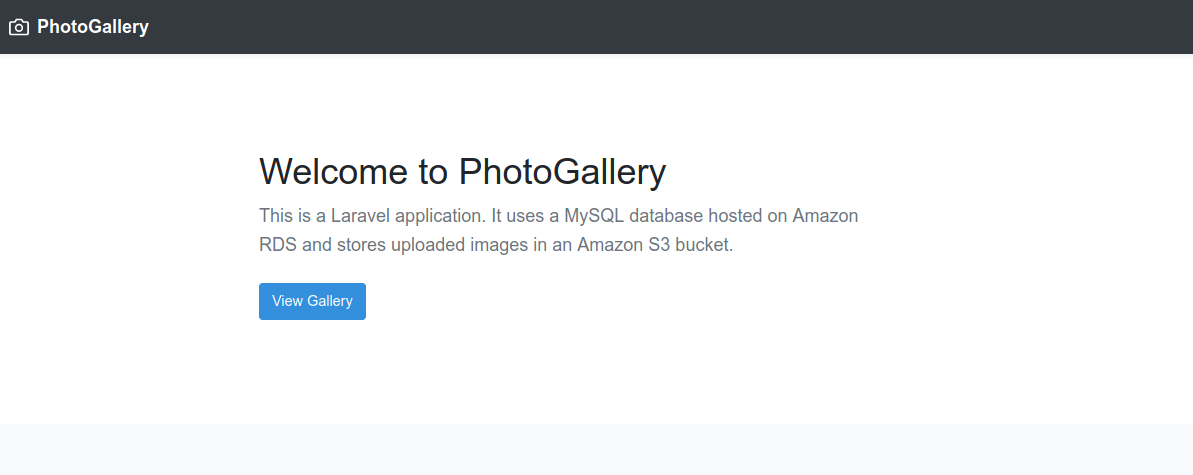 PhotoGallery
Welcome to PhotoGallery
This is a Laravel application. It uses a MySQL database hosted on Amazon
RDS and stores uploaded images in an Amazon S3 bucket.
View Gallery